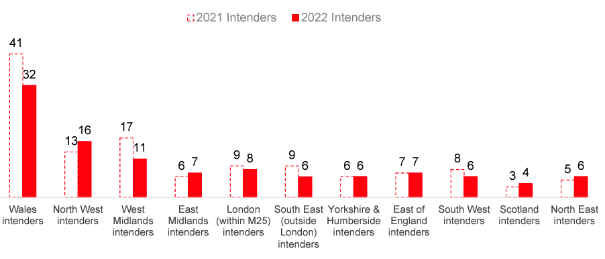 2021 Intenders 2022 Intenders
41 32 13 16 17 11 6 7 9 8 9 6 6 6 7 7 8 6 3 4 5 6
Wales North West West East London South East Yorkshire & East of South West Scotland North East
intenders intenders Midlands Midlands (within M25) (outside Humberside England intenders intenders intenders
intenders intenders intenders London) intenders intenders
intenders